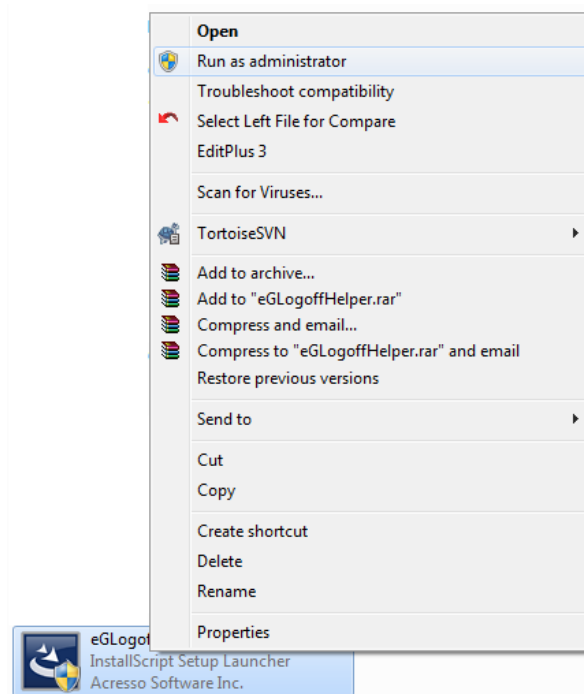 Open
Run as administrator
Troubleshoot compatibility
Select Left File for Compare
EditPlus 3
Scan for Viruses...
TortoiseSVN
Add to archive...
Add to "eGLogoffHelper.rar"
Compress and email...
Compress to "eGLogoffHelper.rar" and email
Restore previous versions
Send to
Cut
Copy
Create shortcut
Delete
Rename
Properties
eGLogof
InstallScript Setup Launcher
Acresso Software Inc.